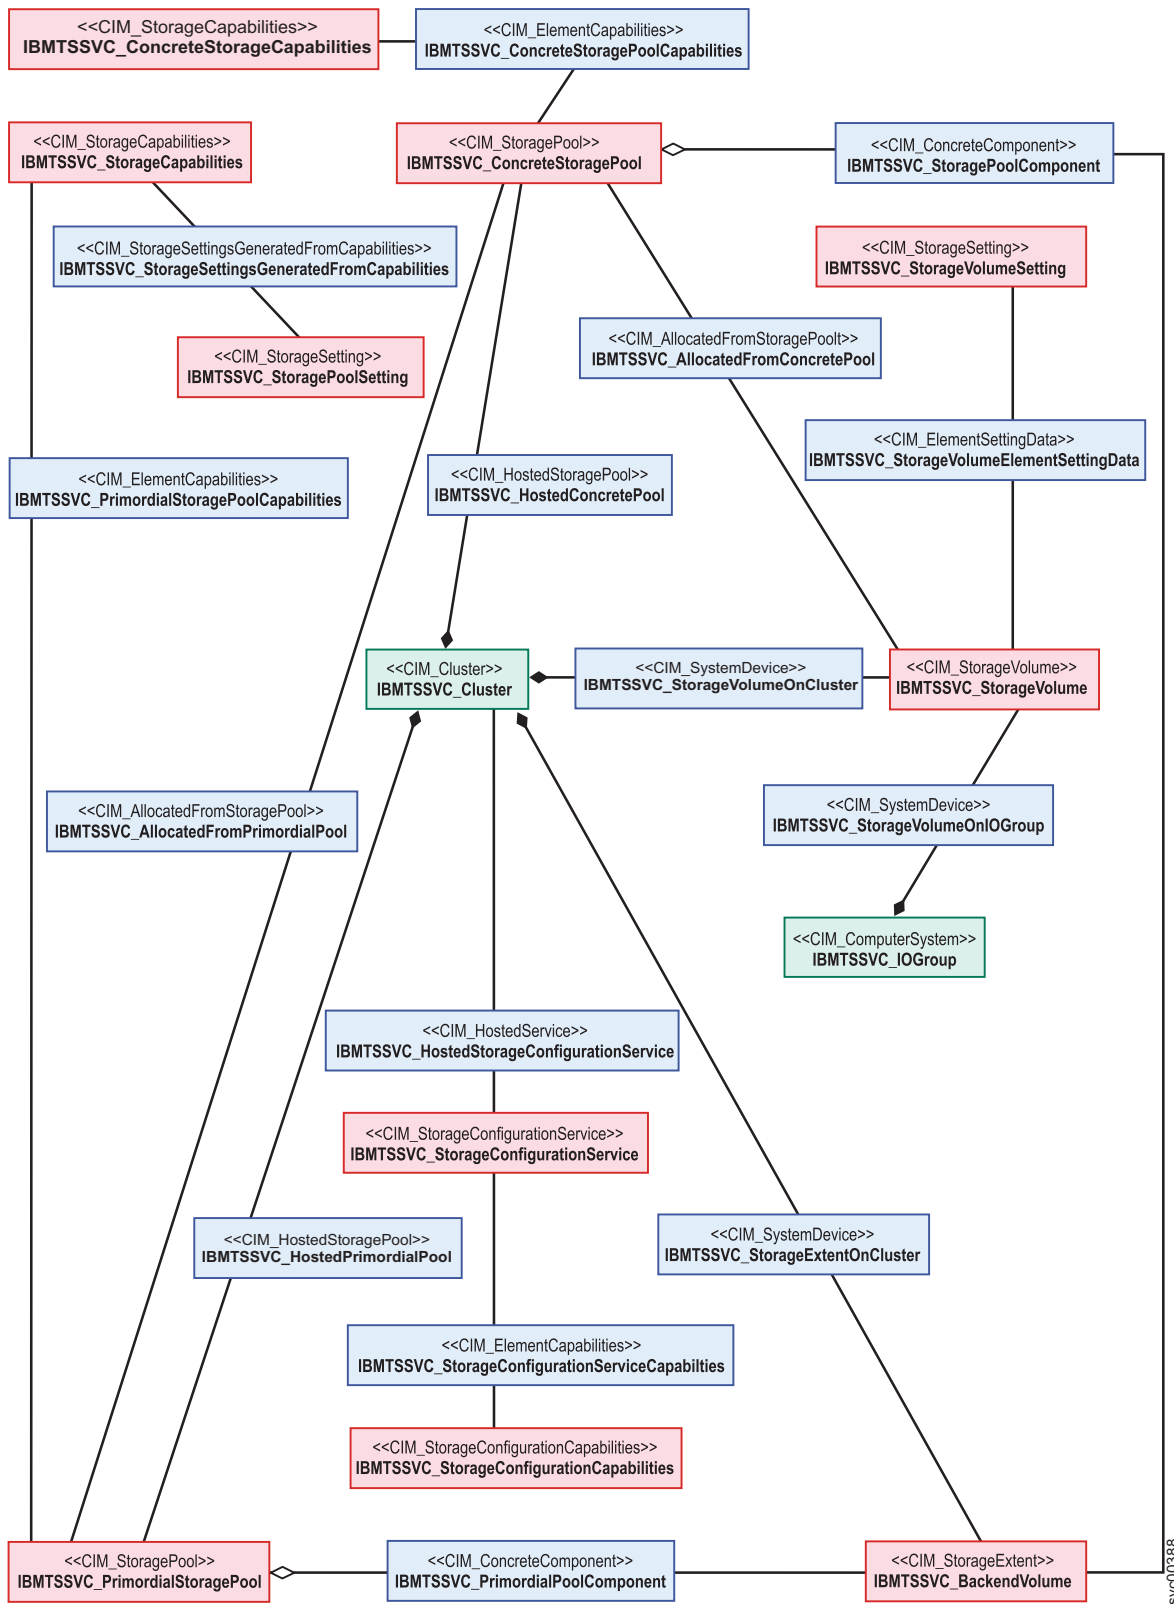 <<CIM_StorageCapabilities>>
IBMTSSVC_ConcreteStorageCapabilities
<<CIM_ElementCapabilities>>
IBMTSSVC_ConcreteStoragePoolCapabilities
<<CIM_StorageCapabilities>>
IBMTSSVC_StorageCapabilities
<<CIM_StoragePool>>
IBMTSSVC_ConcreteStoragePool
<<CIM_ConcreteComponent>>
IBMTSSVC_StoragePoolComponent
<<CIM_StorageSettingsGeneratedFromCapabilities>>
IBMTSSVC_StorageSettingsGeneratedFromCapabilities
<<CIM_StorageSetting>>
IBMTSSVC_StorageVolumeSetting
<<CIM_StorageSetting>>
IBMTSSVC_StoragePoolSetting
<<CIM_AllocatedFromStoragePoolt>>
IBMTSSVC_AllocatedFromConcretePool
<<CIM_ElementSettingData>>
IBMTSSVC_StorageVolumeElementSettingData
<<CIM_ElementCapabilities>>
IBMTSSVC_PrimordialStoragePoolCapabilities
<<CIM_HostedStoragePool>>
IBMTSSVC_HostedConcretePool
<<CIM_Cluster>>
IBMTSSVC_Cluster
<<CIM_SystemDevice>>
IBMTSSVC_StorageVolumeOnCluster
<<CIM_StorageVolume>>
IBMTSSVC_StorageVolume
<<CIM_AllocatedFromStoragePool>>
IBMTSSVC_AllocatedFromPrimordialPool
<<CIM_SystemDevice>>
IBMTSSVC_StorageVolumeOnIOGroup
<<CIM_ComputerSystem>>
IBMTSSVC_IOGroup
<<CIM_HostedService>>
IBMTSSVC_HostedStorageConfigurationService
<<CIM_StorageConfigurationService>>
IBMTSSVC_StorageConfigurationService
<<CIM_HostedStoragePool>>
IBMTSSVC_HostedPrimordialPool
<<CIM_SystemDevice>>
IBMTSSVC_StorageExtentOnCluster
<<CIM_ElementCapabilities>>
IBMTSSVC_StorageConfigurationServiceCapabilties
<<CIM_StorageConfigurationCapabilities>>
IBMTSSVC_StorageConfigurationCapabilities
<<CIM_StoragePool>>
IBMTSSVC_PrimordialStoragePool
<<CIM_ConcreteComponent>>
IBMTSSVC_PrimordialPoolComponent
<<CIM_StorageExtent>>
IBMTSSVC_BackendVolume
svc00388